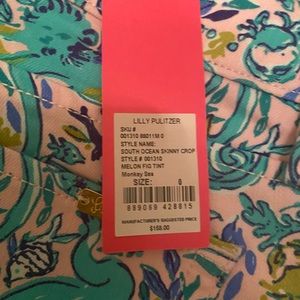 LILLY PULITZER
SKU #
001310 88011M 0
STYLE NAME:
SOUTH OCEAN SKINNY CROP
STYLE # 001310
MELON FIG TINT
Monkey Sea
SIZE: 6
889069 428815
MANUFACTURER'S SUGGESTED PRICE
$158.00